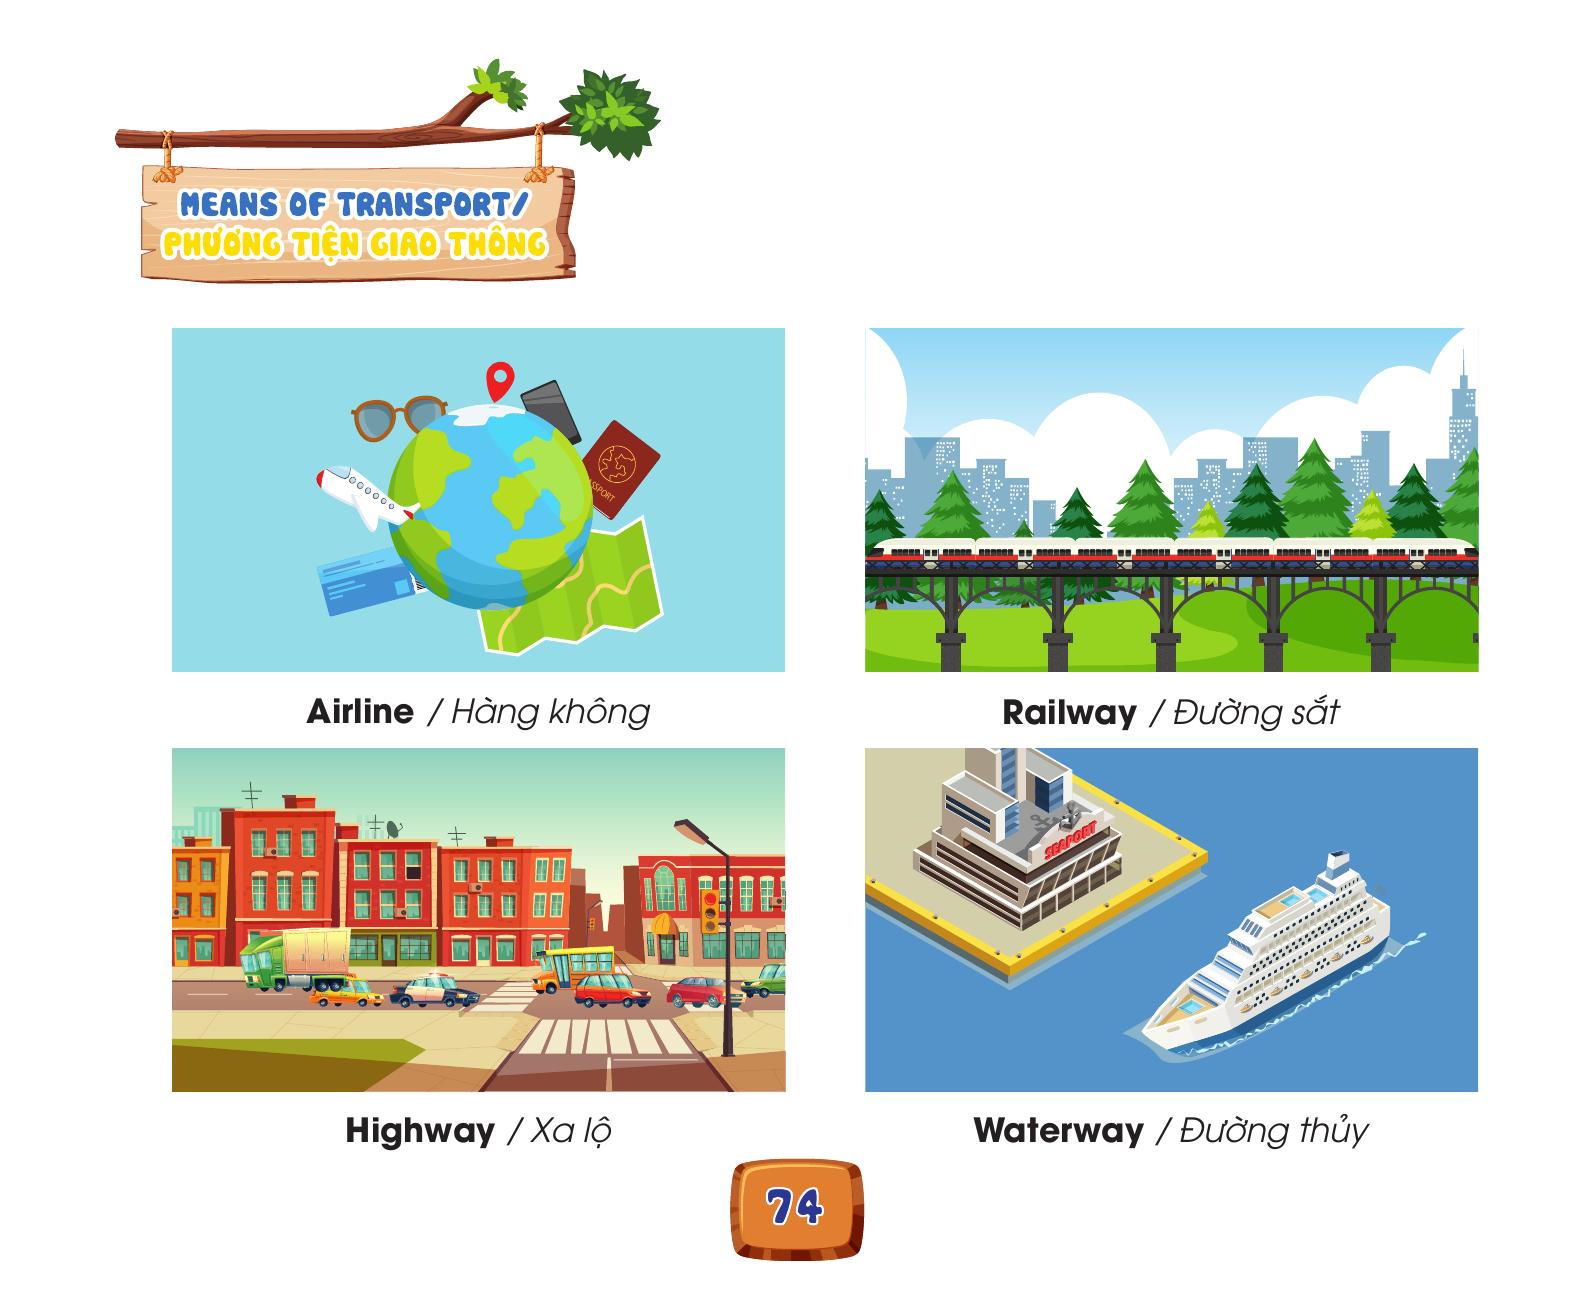 MEANS OF TRANSPORT/
PHƯƠNG TIỆN GIAO THÔNG
PASSPORT
Airline / Hàng không
Railway / Đường sắt
SEAPORT
Highway / Xa lộ
Waterway / Đường thủy
74